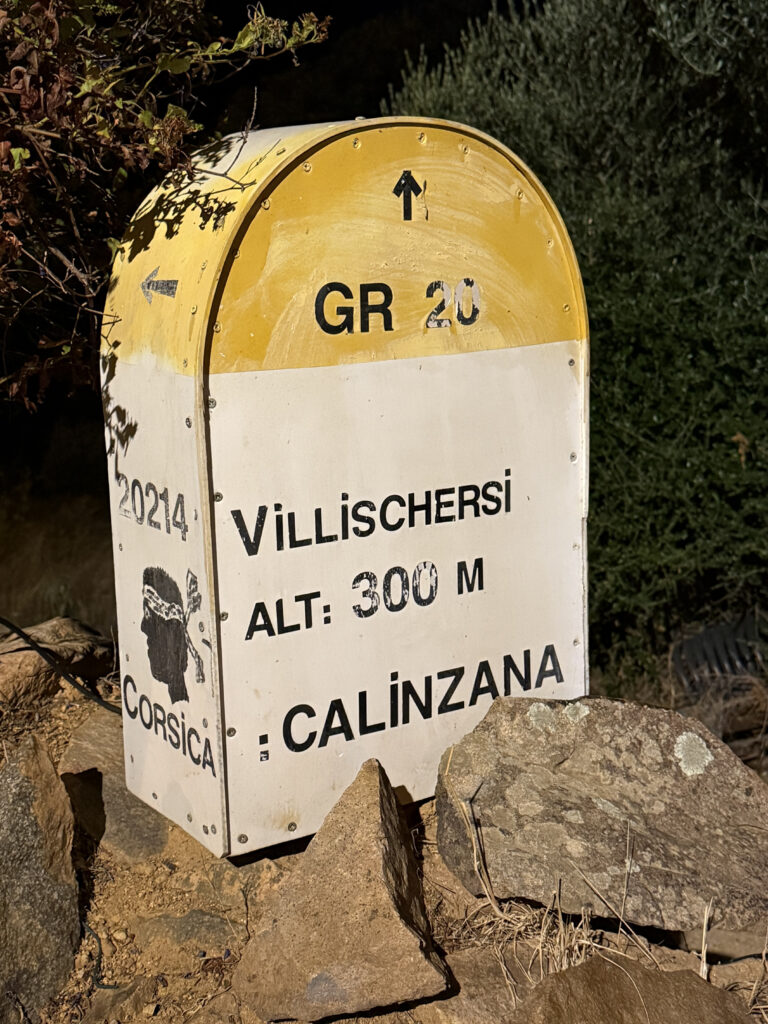 GR 20
VilliSCHERSi
ALT: 300 M
: CALiNZANA
20214
CORSiCA